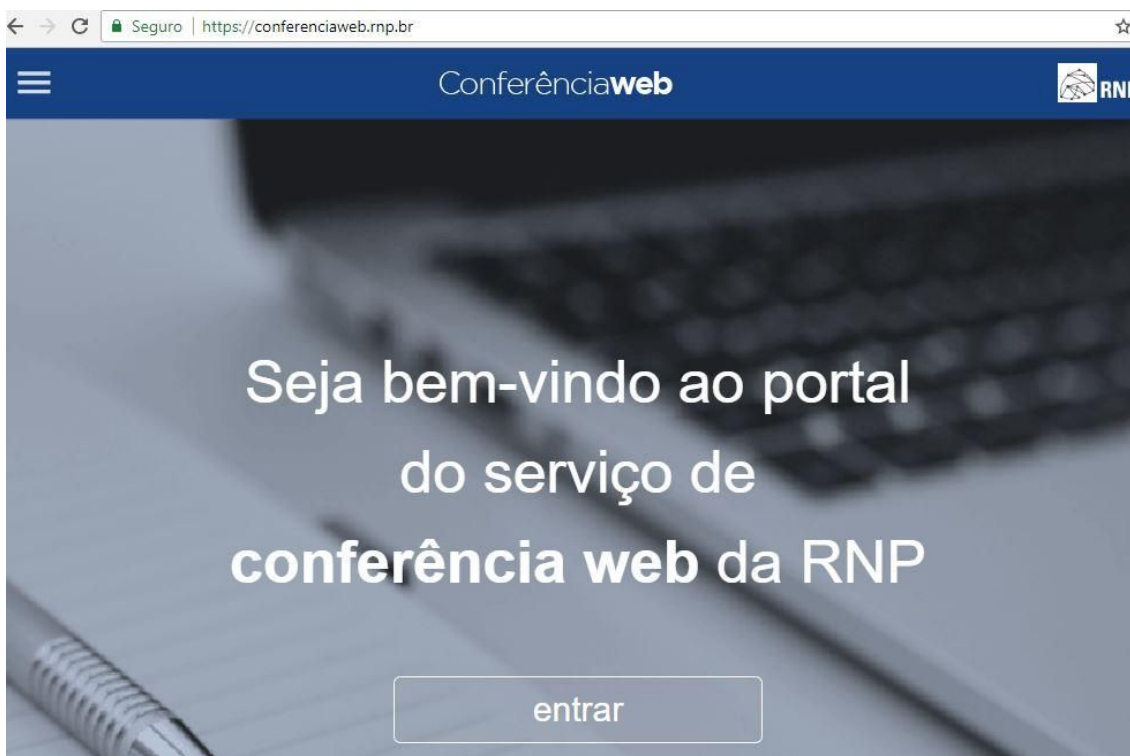 Seguro | https://conferenciaweb.rnp.br
Conferênciaweb
RNP
Seja bem-vindo ao portal
do serviço de
conferência web da RNP
entrar